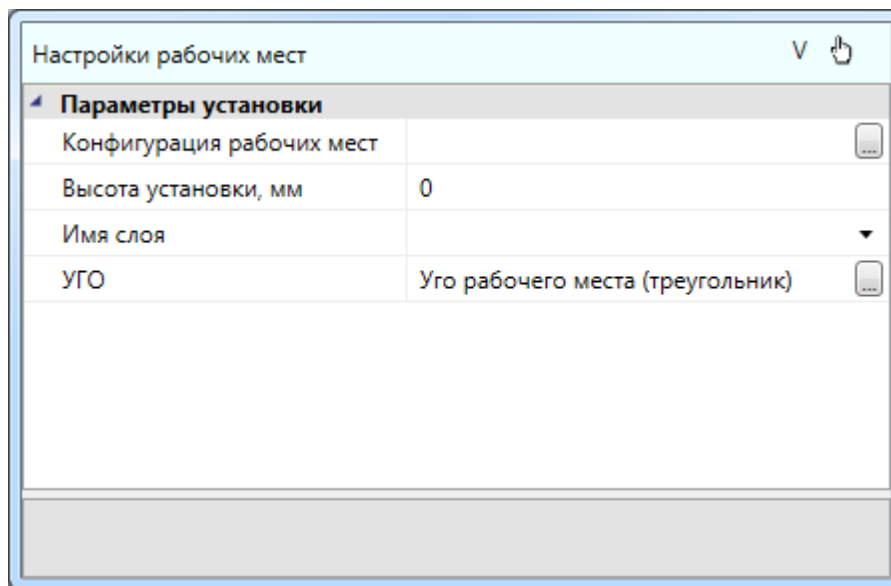 Настройки рабочих мест V
Параметры установки
Конфигурация рабочих мест ...
Высота установки, мм 0
Имя слоя
УГО Уго рабочего места (треугольник) ...